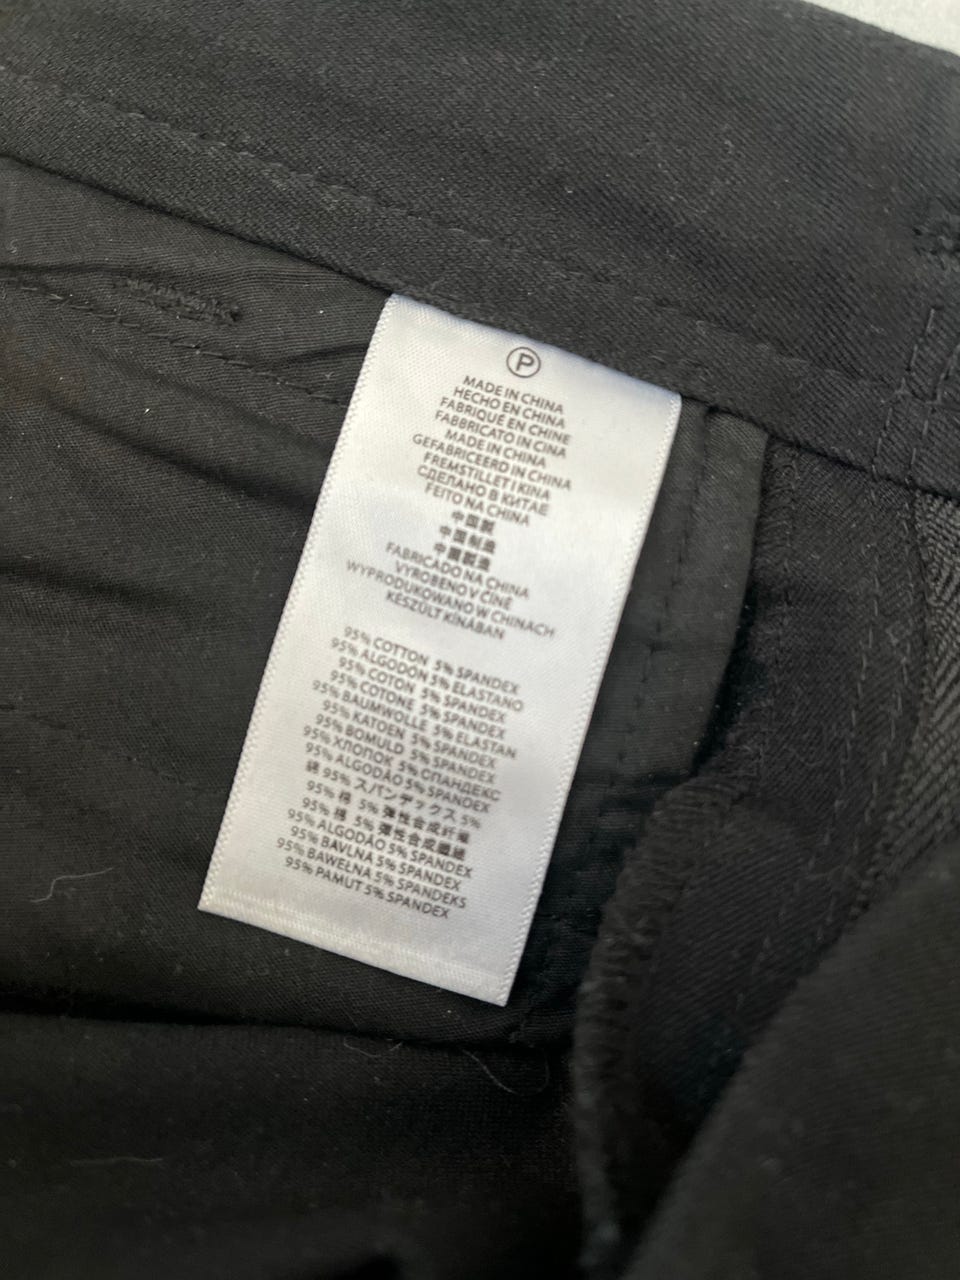 P
MADE IN CHINA
HECHO EN CHINA
FABRIQUÉ EN CHINE
FABBRICATO IN CINA
MADE IN CHINA
GEFABRICEERD IN CHINA
FREMSTILLET I KINA
СДЕЛАНО В КИТАЕ
FEITO NA CHINA
中国製
中国制造
中國製造
FABRICADO NA CHINA
VYROBENO V ČÍNĚ
WYPRODUKOWANO W CHINACH
KÉSZÜLT KÍNÁBAN
95% COTTON 5% SPANDEX
95% ALGODÓN 5% ELASTANO
95% COTON 5% SPANDEX
95% COTONE 5% SPANDEX
95% BAUMWOLLE 5% ELASTAN
95% KATOEN 5% SPANDEX
95% BOMULD 5% SPANDEX
95% ХЛОПОК 5% СПАНДЕКС
95% ALGODÃO 5% SPANDEX
綿 95% スパンデックス 5%
95% 棉 5% 弹性合成纤维
95% 棉 5% 彈性合成纖維
95% ALGODÃO 5% SPANDEX
95% BAVLNA 5% SPANDEX
95% BAWEŁNA 5% SPANDEKS
95% PAMUT 5% SPANDEX